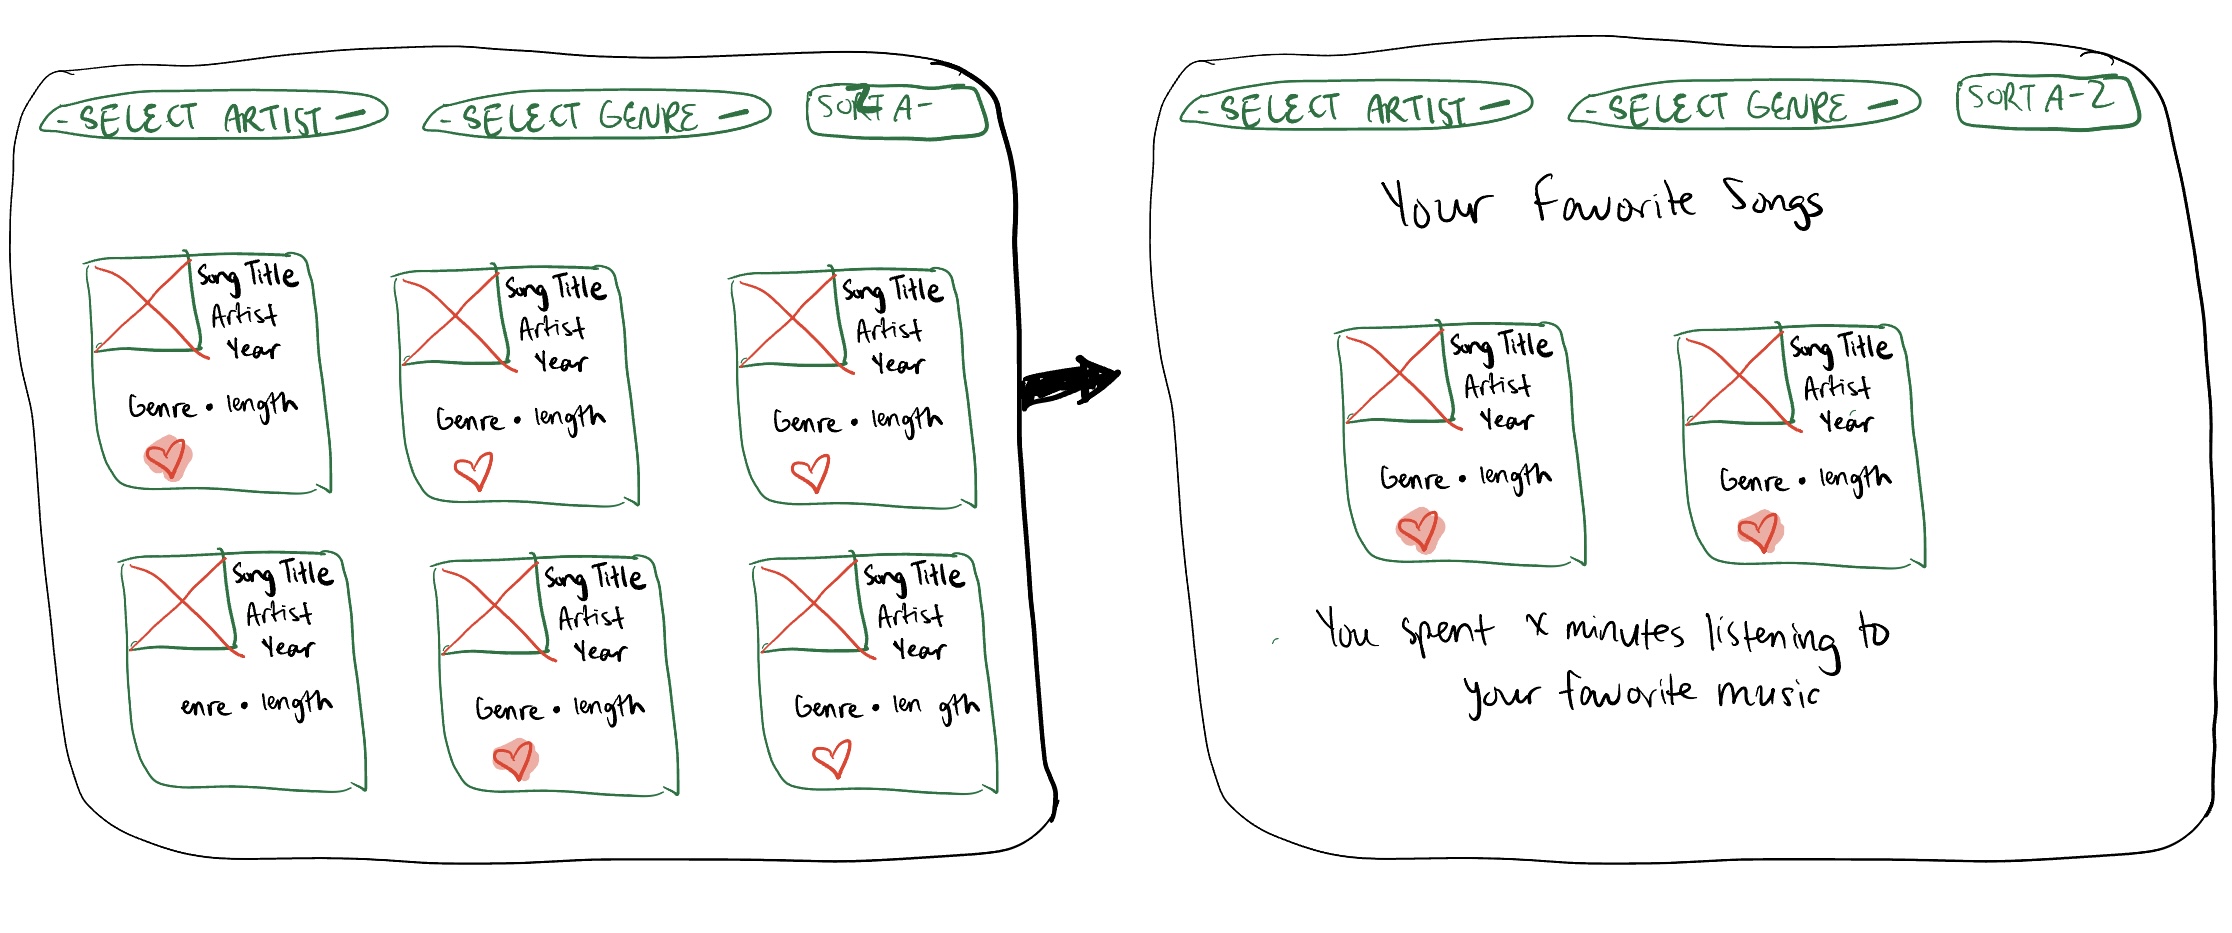 - SELECT ARTIST -
- SELECT GENRE -
SORT A-Z
Song Title
Artist
Year
Genre • length
Song Title
Artist
Year
Genre • length
Song Title
Artist
Year
Genre • length
Song Title
Artist
Year
enre • length
Song Title
Artist
Year
Genre • length
Song Title
Artist
Year
Genre • len gth
- SELECT ARTIST -
- SELECT GENRE -
SORT A-Z
Your Favorite Songs
Song Title
Artist
Year
Genre • length
Song Title
Artist
Year
Genre • length
You spent x minutes listening to
your favorite music